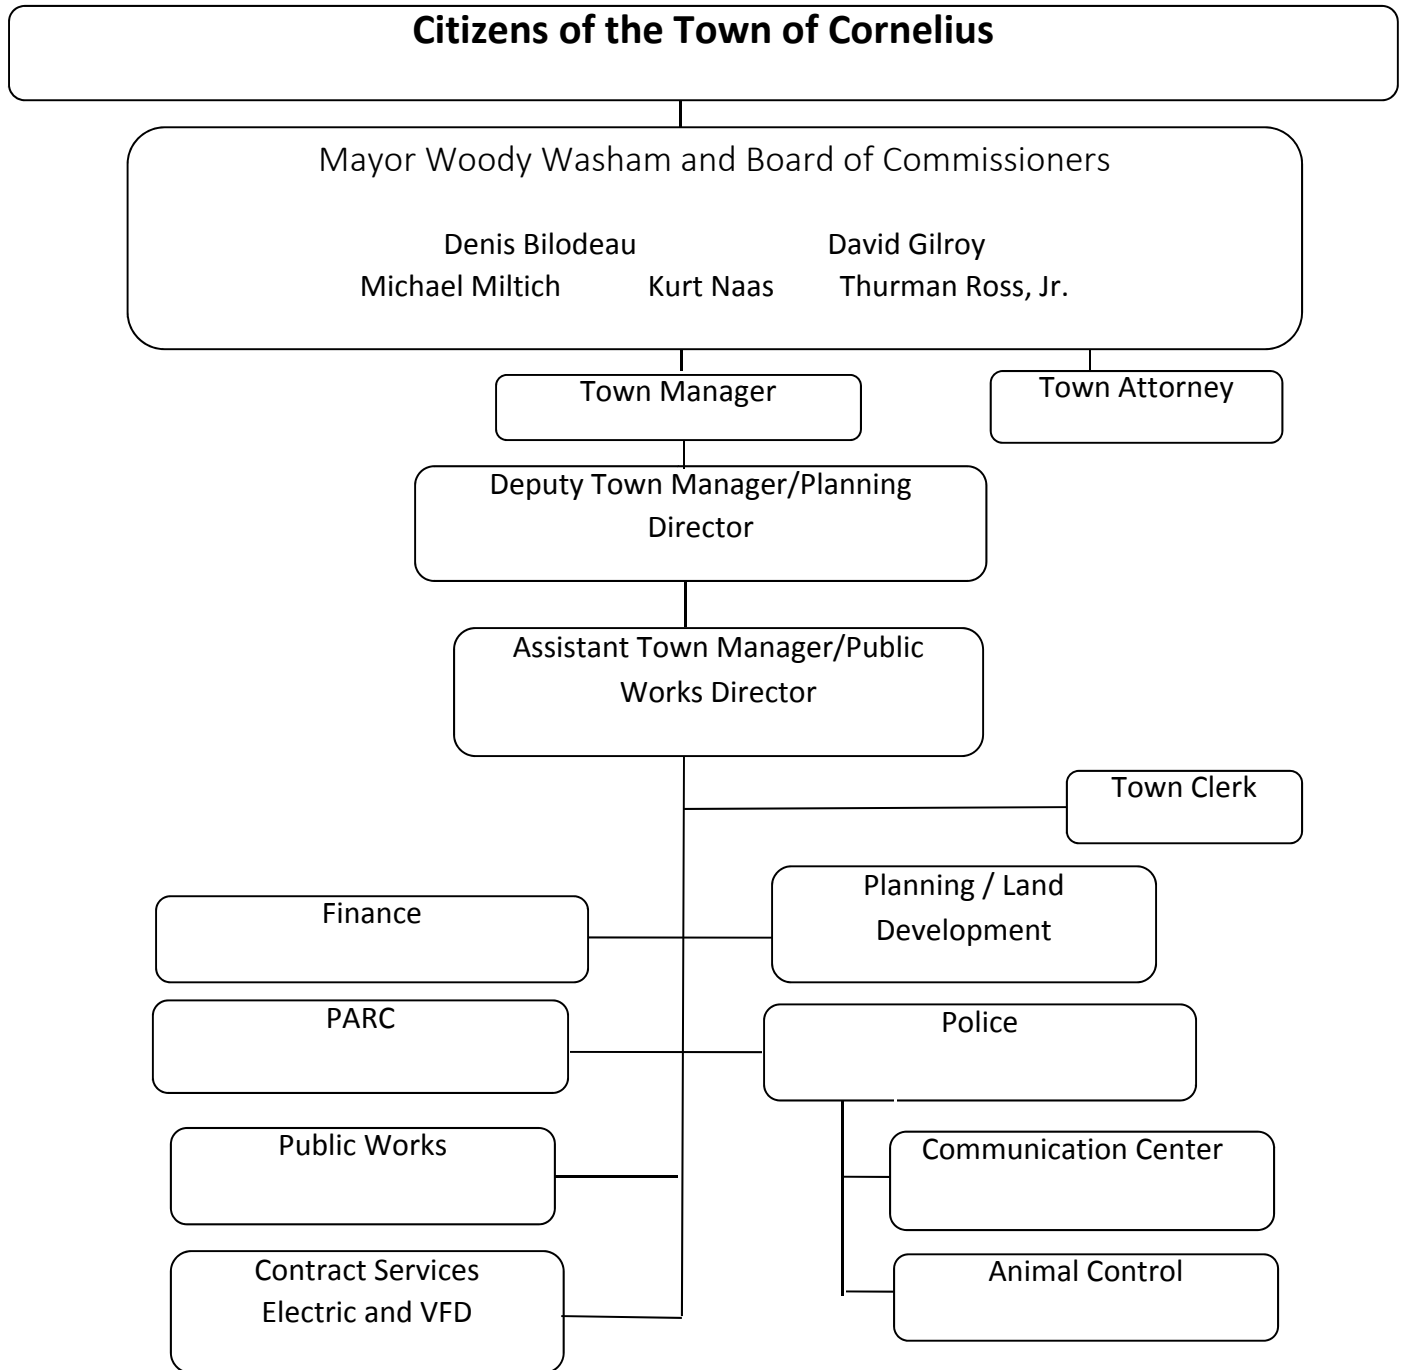 Citizens of the Town of Cornelius
Mayor Woody Washam and Board of Commissioners
Denis Bilodeau David Gilroy
Michael Miltich Kurt Naas Thurman Ross, Jr.
Town Manager
Town Attorney
Deputy Town Manager/Planning
Director
Assistant Town Manager/Public
Works Director
Town Clerk
Finance
Planning / Land
Development
PARC
Police
Public Works
Communication Center
Contract Services
Electric and VFD
Animal Control